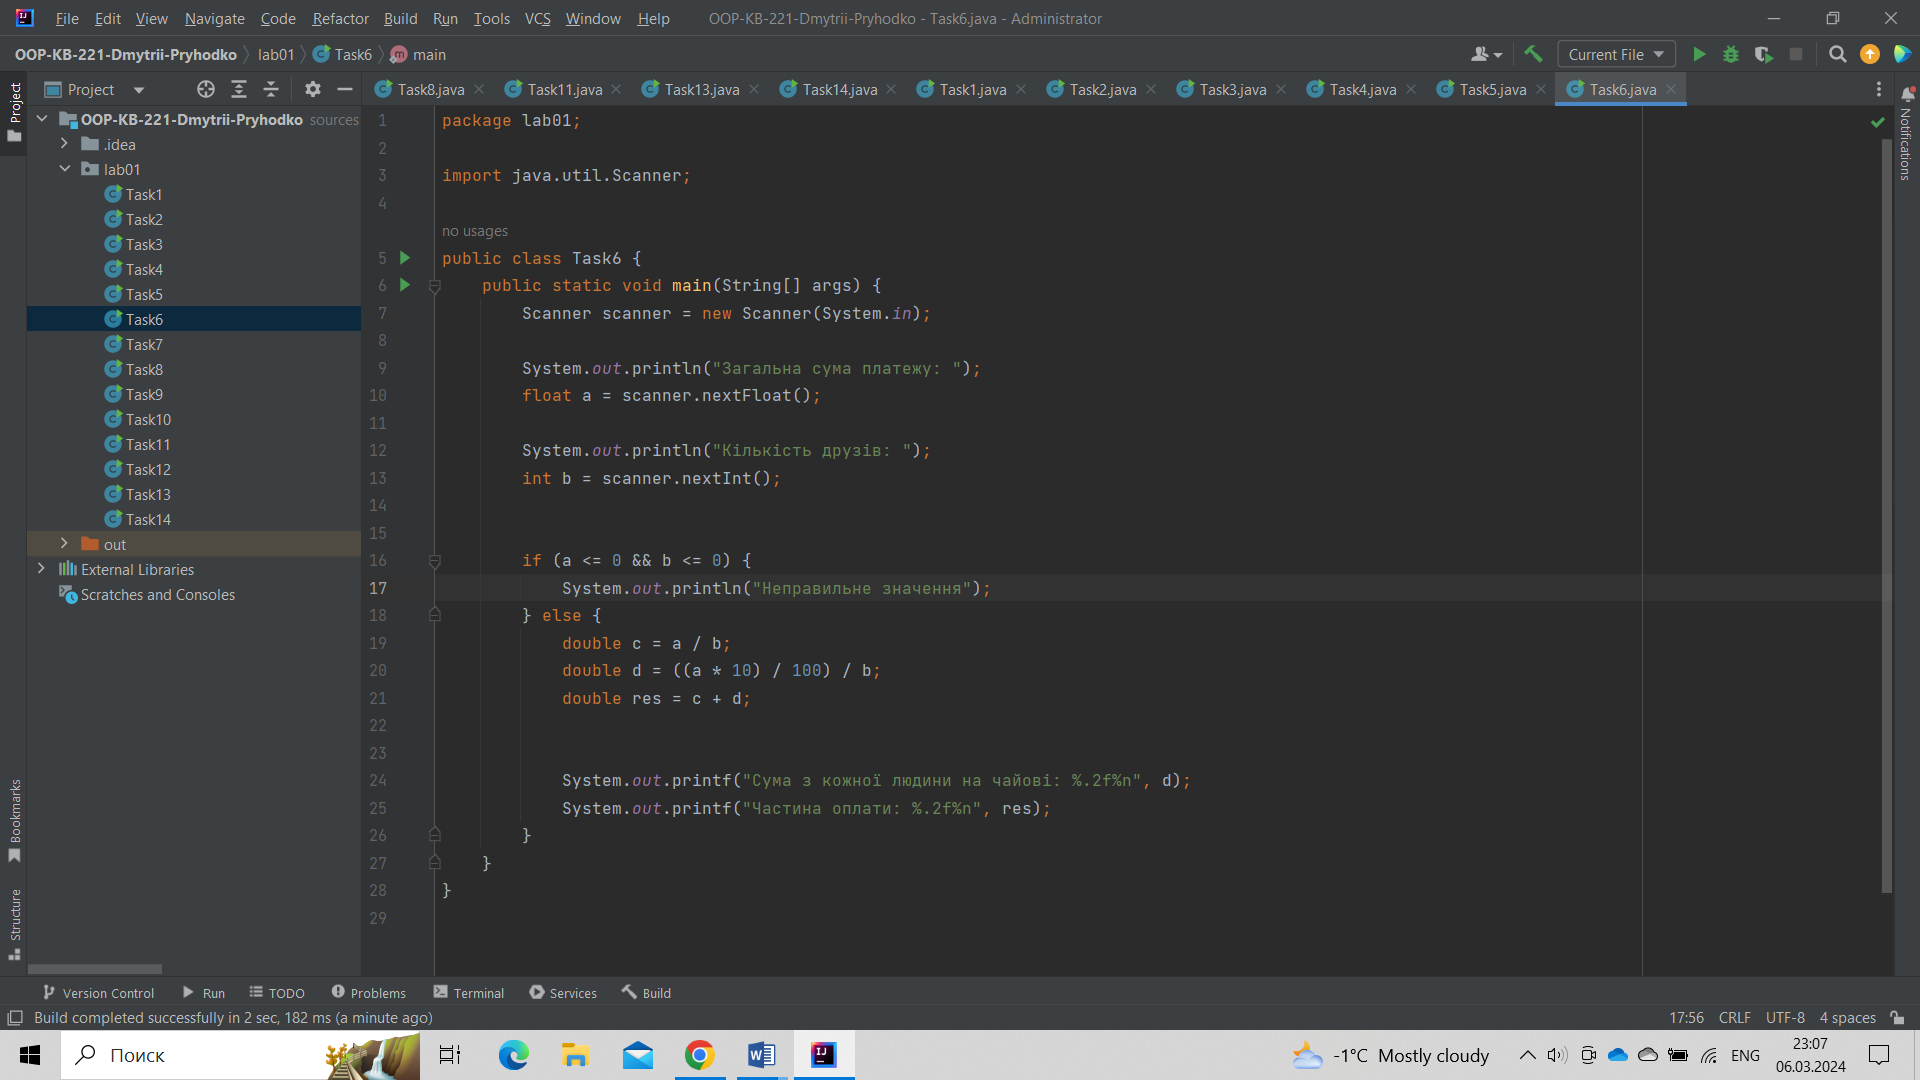 File Edit View Navigate Code Refactor Build Run Tools VCS Window Help OOP-KB-221-Dmytrii-Pryhodko - Task6.java - Administrator
OOP-KB-221-Dmytrii-Pryhodko lab01 Task6 main Current File
Project Task8.java Task11.java Task13.java Task14.java Task1.java Task2.java Task3.java Task4.java Task5.java Task6.java
Project
OOP-KB-221-Dmytrii-Pryhodko sources
.idea
lab01
Task1
Task2
Task3
Task4
Task5
Task6
Task7
Task8
Task9
Task10
Task11
Task12
Task13
Task14
out
External Libraries
Scratches and Consoles
Bookmarks
Structure
1 package lab01;
2
3 import java.util.Scanner;
4
no usages
5 public class Task6 {
6 public static void main(String[] args) {
7 Scanner scanner = new Scanner(System.in);
8
9 System.out.println("Загальна сума платежу: ");
10 float a = scanner.nextFloat();
11
12 System.out.println("Кількість друзів: ");
13 int b = scanner.nextInt();
14
15
16 if (a <= 0 && b <= 0) {
17 System.out.println("Неправильне значення");
18 } else {
19 double c = a / b;
20 double d = ((a * 10) / 100) / b;
21 double res = c + d;
22
23
24 System.out.printf("Сума з кожної людини на чайові: %.2f%n", d);
25 System.out.printf("Частина оплати: %.2f%n", res);
26 }
27 }
28 }
29
Notifications
Version Control Run TODO Problems Terminal Services Build
Build completed successfully in 2 sec, 182 ms (a minute ago) 17:56 CRLF UTF-8 4 spaces
Поиск -1°C Mostly cloudy ENG 23:07
06.03.2024